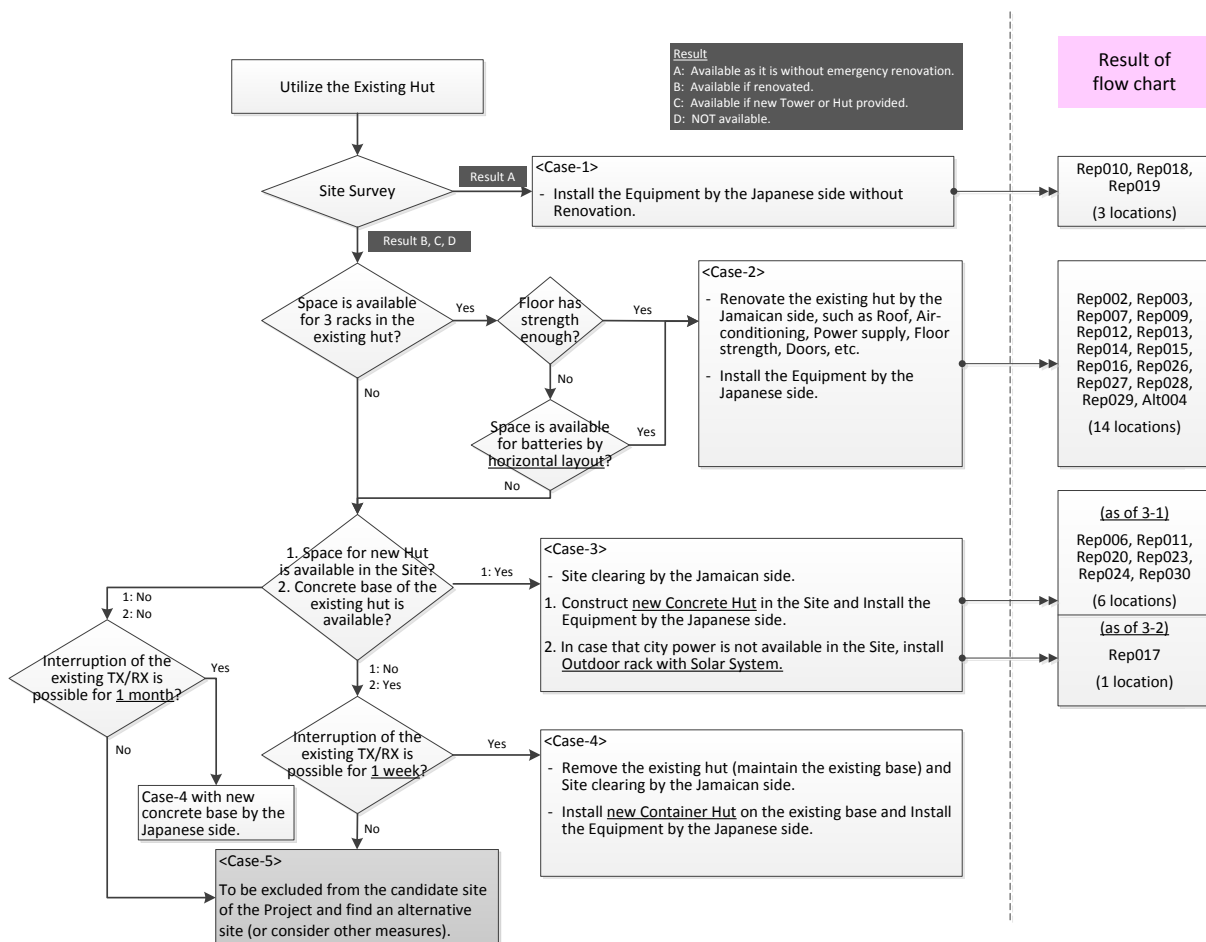 Utilize the Existing Hut
Result
A: Available as it is without emergency renovation.
B: Available if renovated.
C: Available if new Tower or Hut provided.
D: NOT available.
Result of
flow chart
Site Survey
Result A
<Case-1>
- Install the Equipment by the Japanese side without
Renovation.
Rep010, Rep018,
Rep019
(3 locations)
Result B, C, D
Space is available
for 3 racks in the
existing hut?
Yes
No
Floor has
strength
enough?
Yes
No
Space is available
for batteries by
horizontal layout?
Yes
No
<Case-2>
- Renovate the existing hut by the
Jamaican side, such as Roof, Air-
conditioning, Power supply, Floor
strength, Doors, etc.
- Install the Equipment by the
Japanese side.
Rep002, Rep003,
Rep007, Rep009,
Rep012, Rep013,
Rep014, Rep015,
Rep016, Rep026,
Rep027, Rep028,
Rep029, Alt004
(14 locations)
1. Space for new Hut
is available in the Site?
2. Concrete base of the
existing hut is
available?
1: Yes
1: No
2: No
1: No
2: Yes
<Case-3>
- Site clearing by the Jamaican side.
1. Construct new Concrete Hut in the Site and Install the
Equipment by the Japanese side.
2. In case that city power is not available in the Site, install
Outdoor rack with Solar System.
(as of 3-1)
Rep006, Rep011,
Rep020, Rep023,
Rep024, Rep030
(6 locations)
(as of 3-2)
Rep017
(1 location)
Interruption of the
existing TX/RX is
possible for 1 month?
Yes
No
Case-4 with new
concrete base by the
Japanese side.
Interruption of the
existing TX/RX is
possible for 1 week?
Yes
No
<Case-4>
- Remove the existing hut (maintain the existing base) and
Site clearing by the Jamaican side.
- Install new Container Hut on the existing base and Install
the Equipment by the Japanese side.
<Case-5>
To be excluded from the candidate site
of the Project and find an alternative
site (or consider other measures).